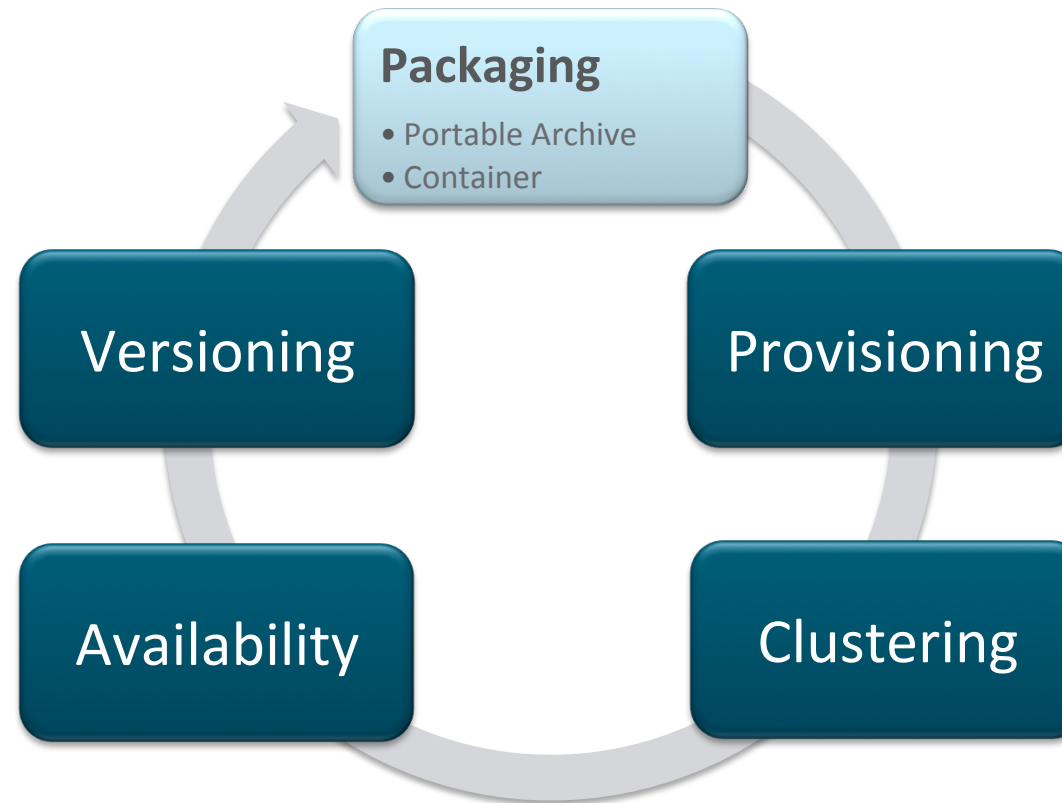 Packaging
• Portable Archive
• Container
Versioning
Provisioning
Availability
Clustering